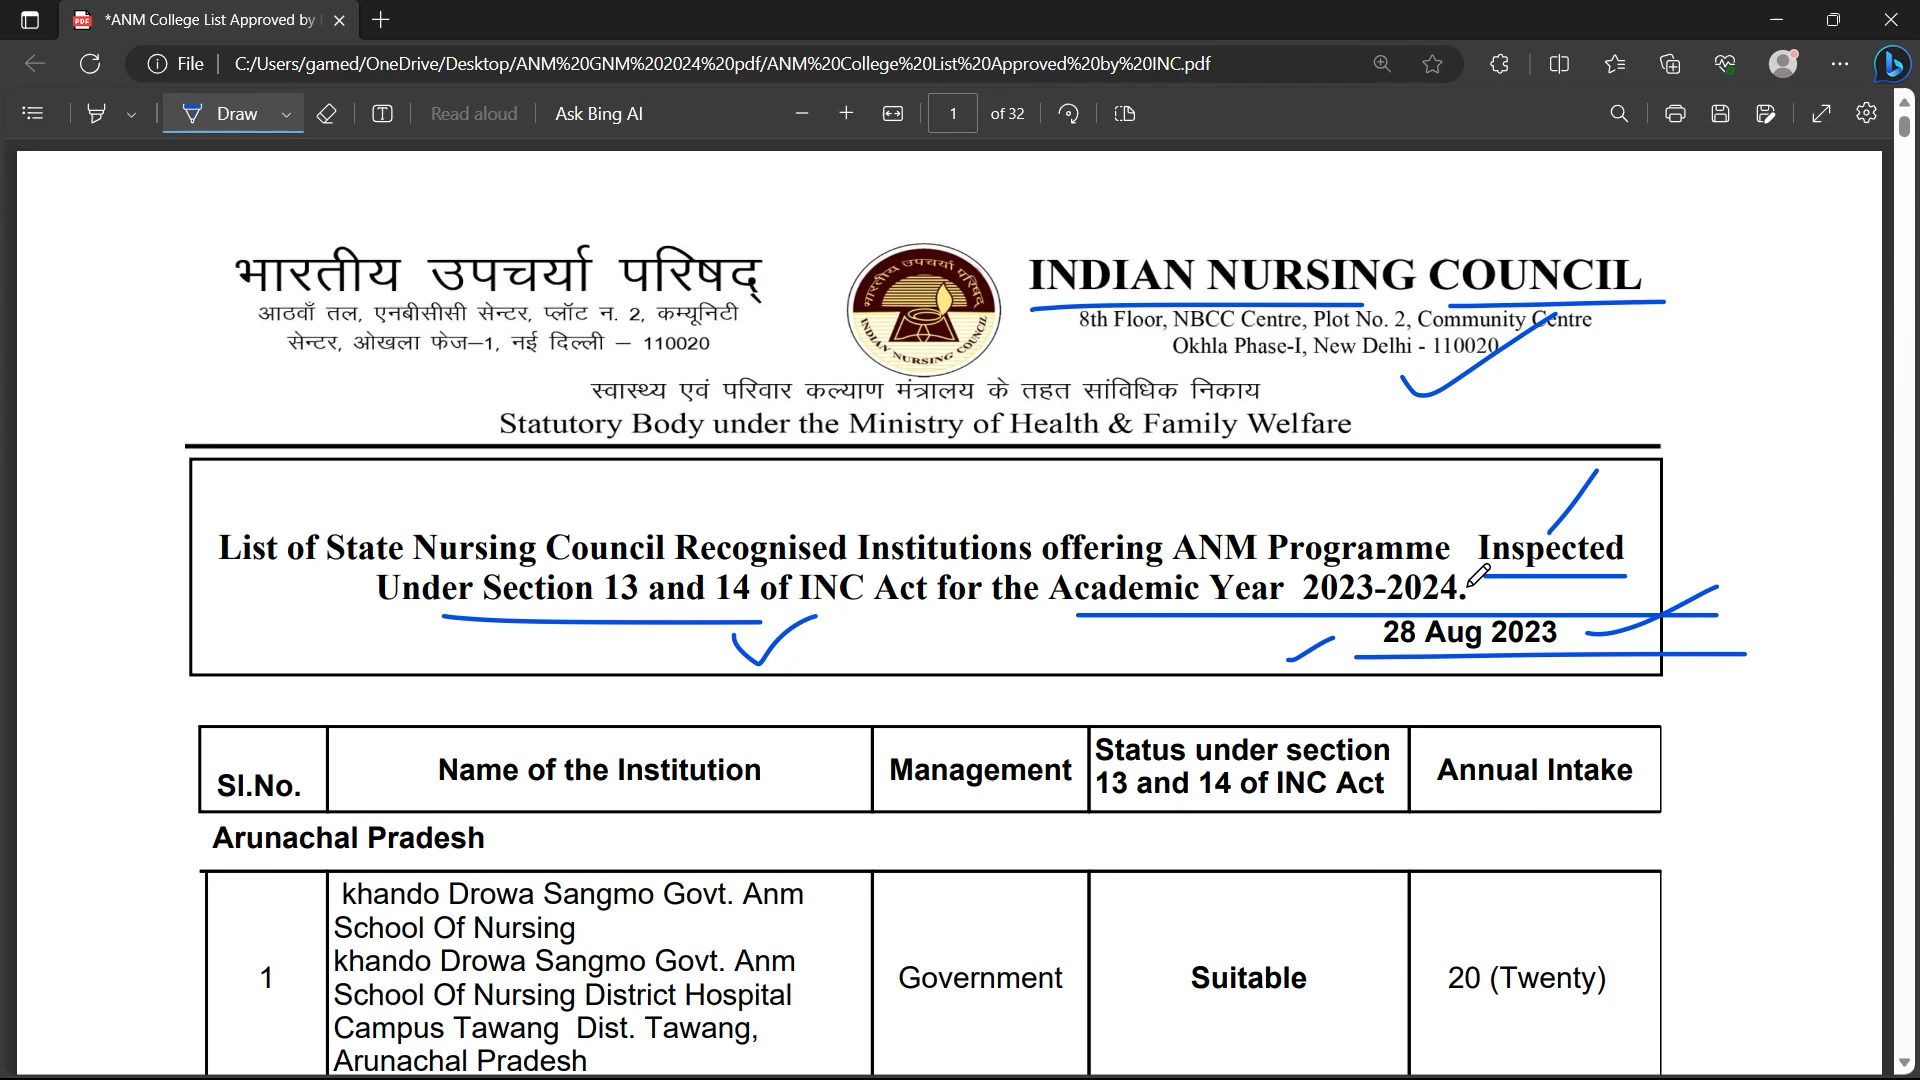 *ANM College List Approved by
File
C:/Users/gamed/OneDrive/Desktop/ANM%20GNM%202024%20pdf/ANM%20College%20List%20Approved%20by%20INC.pdf
Draw
Read aloud
Ask Bing AI
1 of 32
भारतीय उपचर्या परिषद्
आठवाँ तल, एनबीसीसी सेन्टर, प्लॉट न. 2, कम्यूनिटी
सेन्टर, ओखला फेज–1, नई दिल्ली – 110020
भारतीय उपचर्या परिषद्
INDIAN NURSING COUNCIL
INDIAN NURSING COUNCIL
8th Floor, NBCC Centre, Plot No. 2, Community Centre
Okhla Phase-I, New Delhi - 110020
स्वास्थ्य एवं परिवार कल्याण मंत्रालय के तहत सांविधिक निकाय
Statutory Body under the Ministry of Health & Family Welfare
List of State Nursing Council Recognised Institutions offering ANM Programme Inspected
Under Section 13 and 14 of INC Act for the Academic Year 2023-2024.
28 Aug 2023
Sl.No.
Name of the Institution
Management
Status under section
13 and 14 of INC Act
Annual Intake
Arunachal Pradesh
1
khando Drowa Sangmo Govt. Anm
School Of Nursing
khando Drowa Sangmo Govt. Anm
School Of Nursing District Hospital
Campus Tawang Dist. Tawang,
Arunachal Pradesh
Government
Suitable
20 (Twenty)